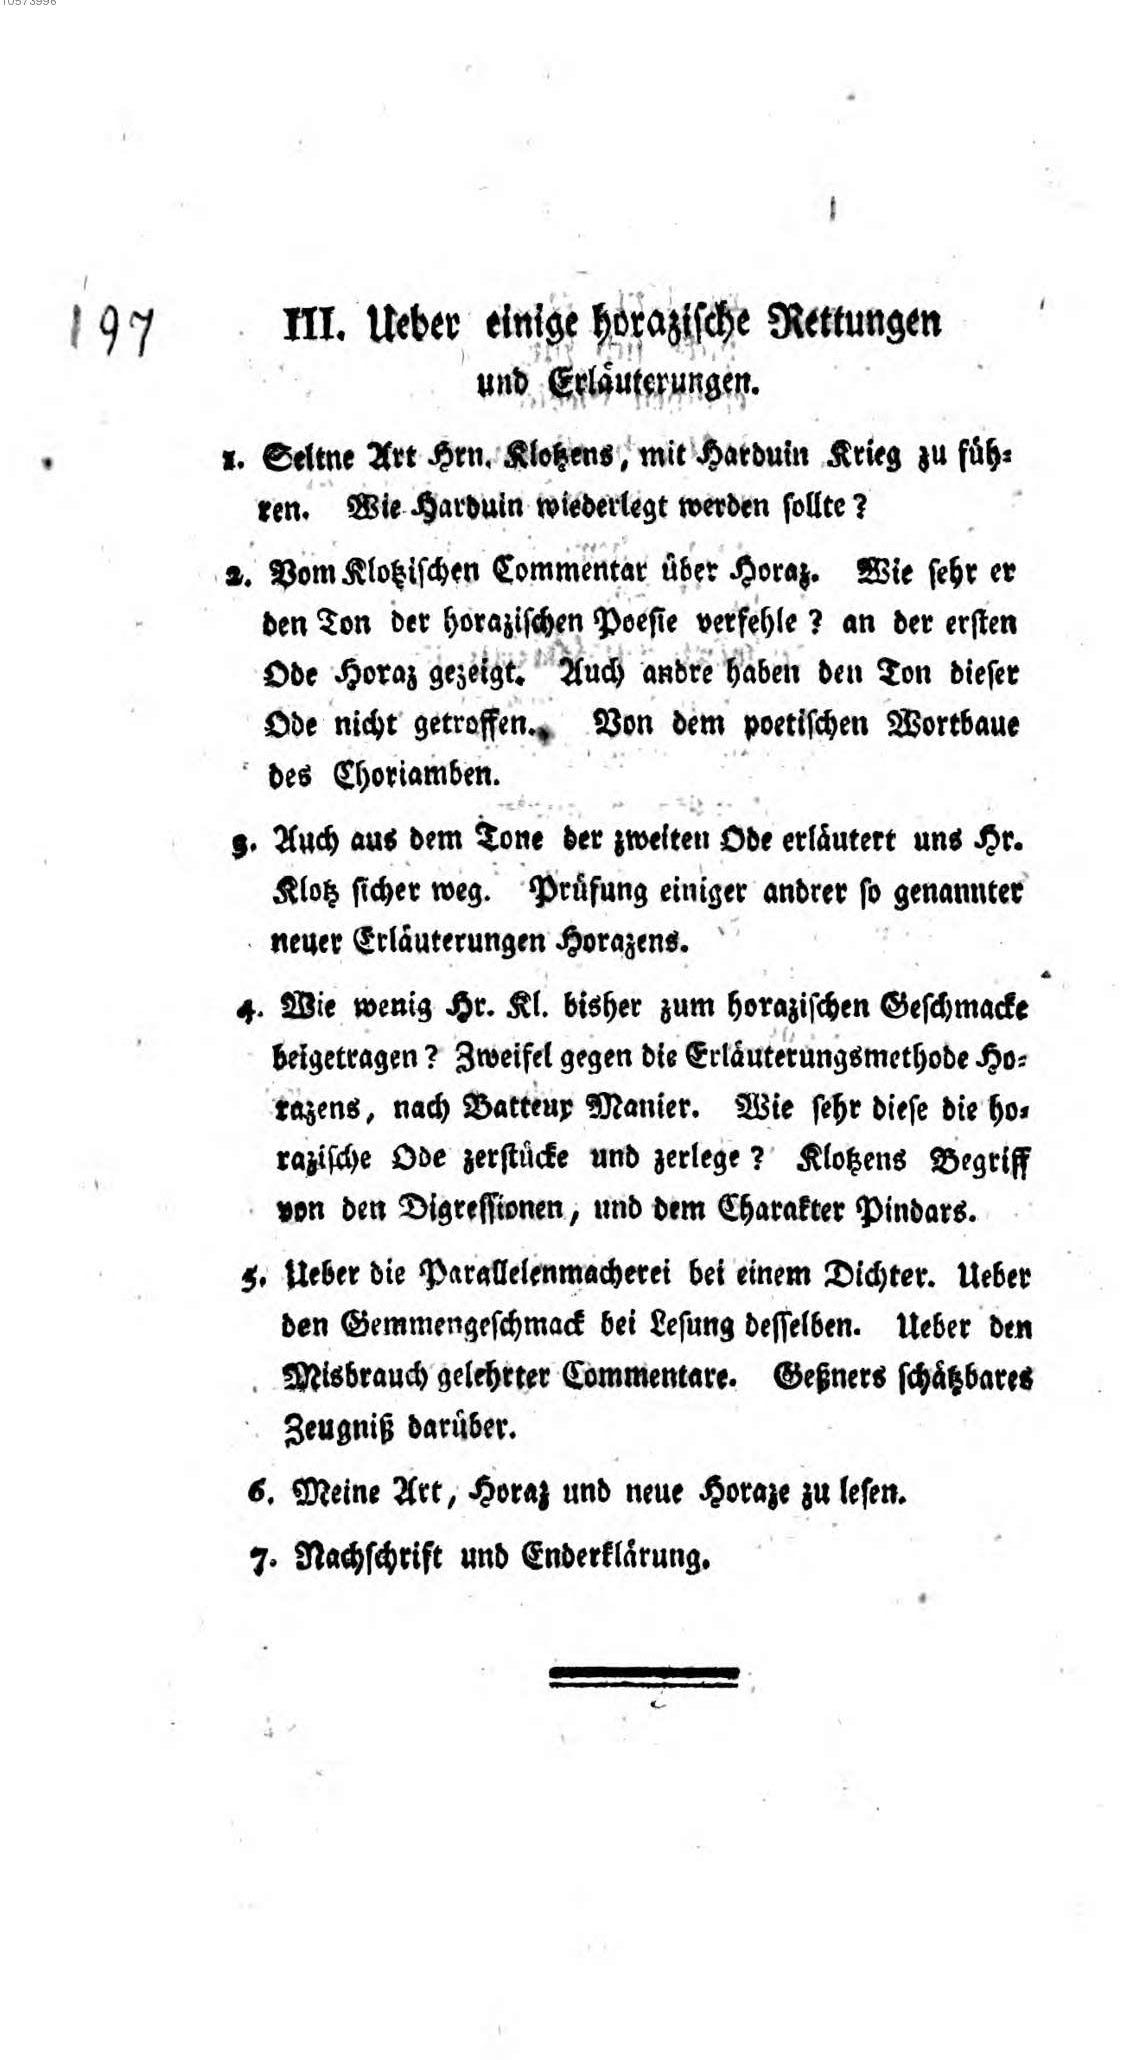 10573996
197
III. Ueber einige horazische Rettungen
und Erläuterungen.
1. Seltne Art Hrn. Klotzens, mit Harduin Krieg zu füh-
ren. Wie Harduin wiederlegt werden sollte?
2. Vom Klotzischen Commentar über Horaz. Wie sehr er
den Ton der horazischen Poesie verfehle? an der ersten
Ode Horaz gezeigt. Auch andre haben den Ton dieser
Ode nicht getroffen. Von dem poetischen Wortbaue
des Choriamben.
3. Auch aus dem Tone der zweiten Ode erläutert uns Hr.
Klotz sicher weg. Prüfung einiger andrer so genannter
neuer Erläuterungen Horazens.
4. Wie wenig Hr. Kl. bisher zum horazischen Geschmacke
beigetragen? Zweifel gegen die Erläuterungsmethode Ho-
razens, nach Batteux Manier. Wie sehr diese die ho-
razische Ode zerstücke und zerlege? Klotzens Begriff
von den Digressionen, und dem Charakter Pindars.
5. Ueber die Parallelenmacherei bei einem Dichter. Ueber
den Gemmengeschmack bei Lesung desselben. Ueber den
Misbrauch gelehrter Commentare. Geßners schätzbares
Zeugniß darüber.
6. Meine Art, Horaz und neue Horaze zu lesen.
7. Nachschrift und Enderklärung.